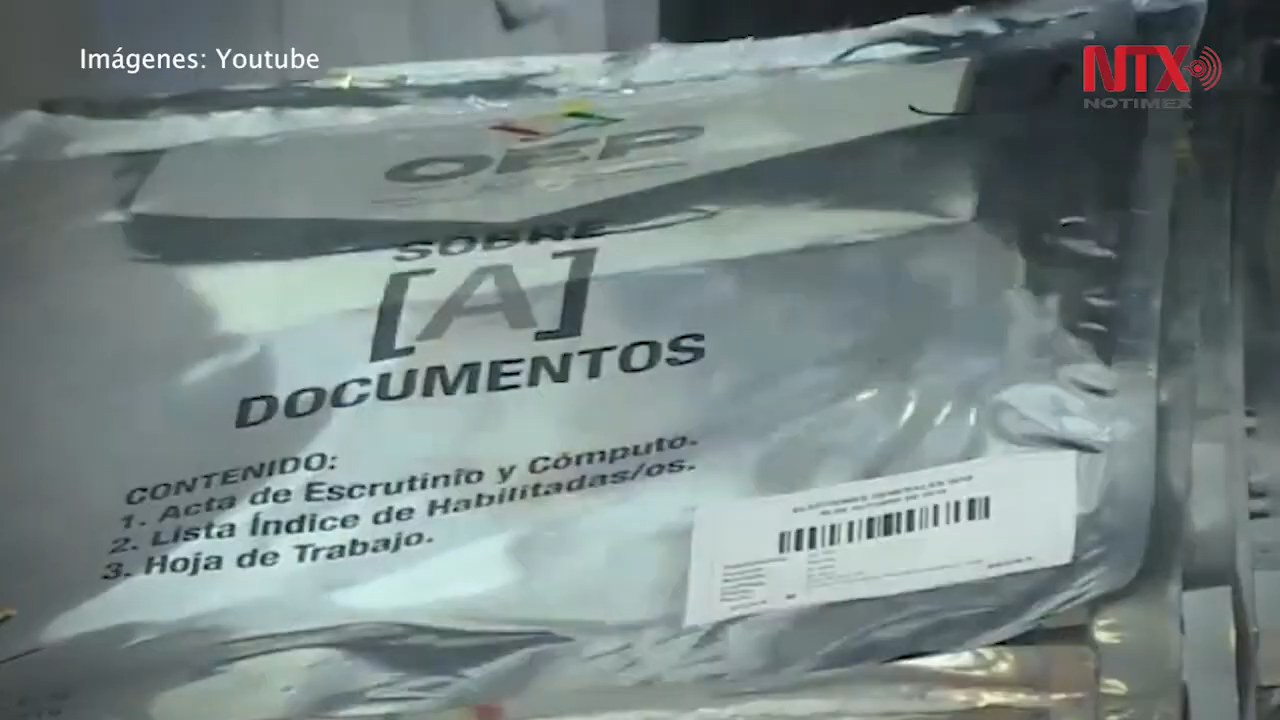 Imágenes: Youtube
NTX
NOTIMEX
OEP
SOBRE
[A]
DOCUMENTOS
CONTENIDO:
1. Acta de Escrutinio y Cómputo.
2. Lista Índice de Habilitadas/os.
3. Hoja de Trabajo.